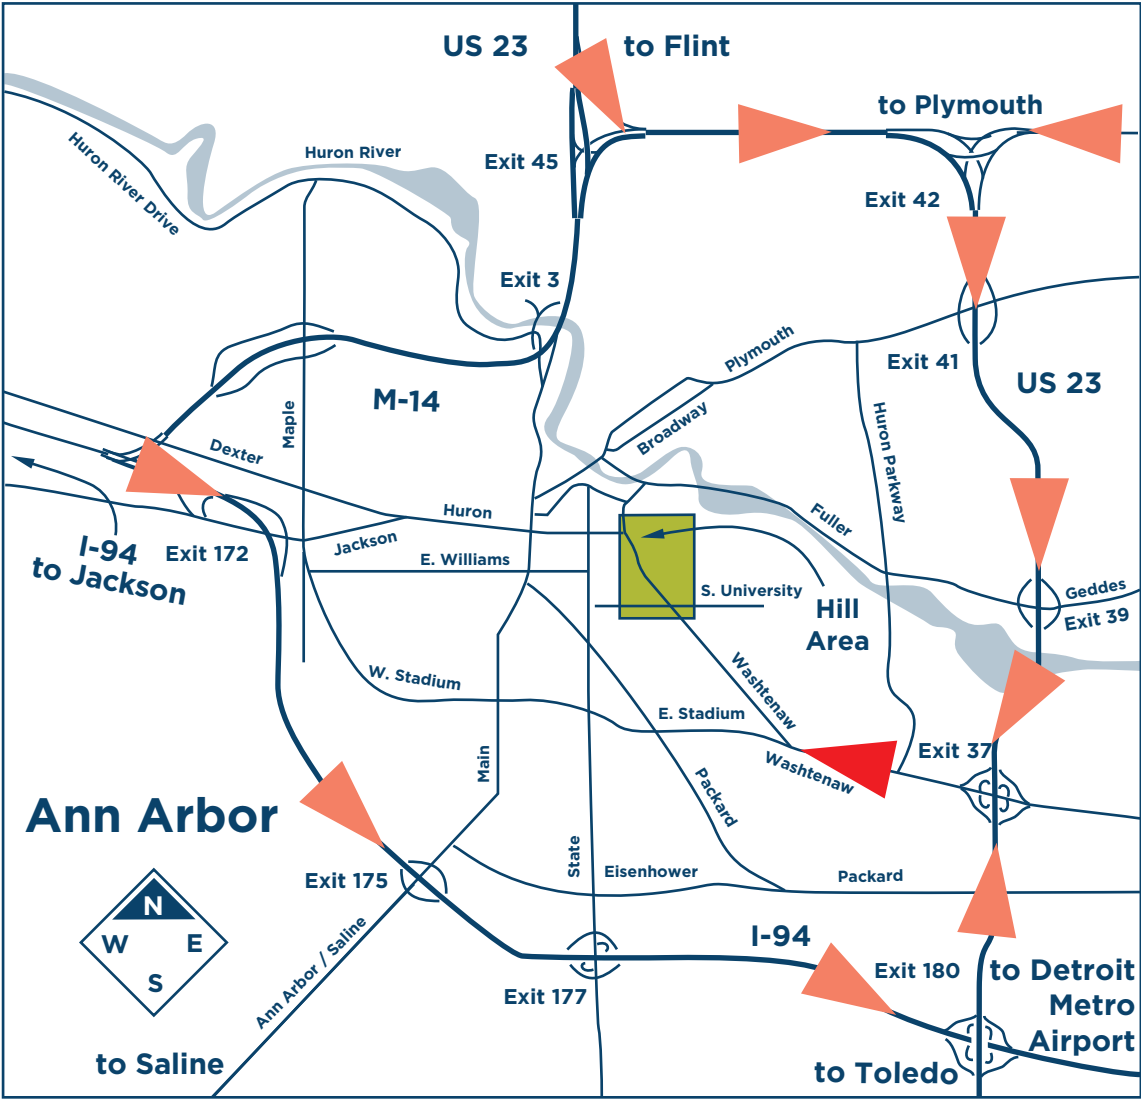 US 23
to Flint
to Plymouth
Huron River
Exit 45
Huron River Drive
Exit 42
Exit 3
Plymouth
Exit 41
US 23
M-14
Maple
Broadway
Huron Parkway
Dexter
Huron
Fuller
Jackson
I-94
to Jackson
Exit 172
E. Williams
S. University
Geddes
Exit 39
Hill
Area
W. Stadium
Washtenaw
E. Stadium
Main
Exit 37
Washtenaw
Packard
Ann Arbor
State
Exit 175
Eisenhower
Packard
N
W
E
S
Ann Arbor / Saline
I-94
Exit 180
to Detroit
Metro
Airport
Exit 177
to Saline
to Toledo